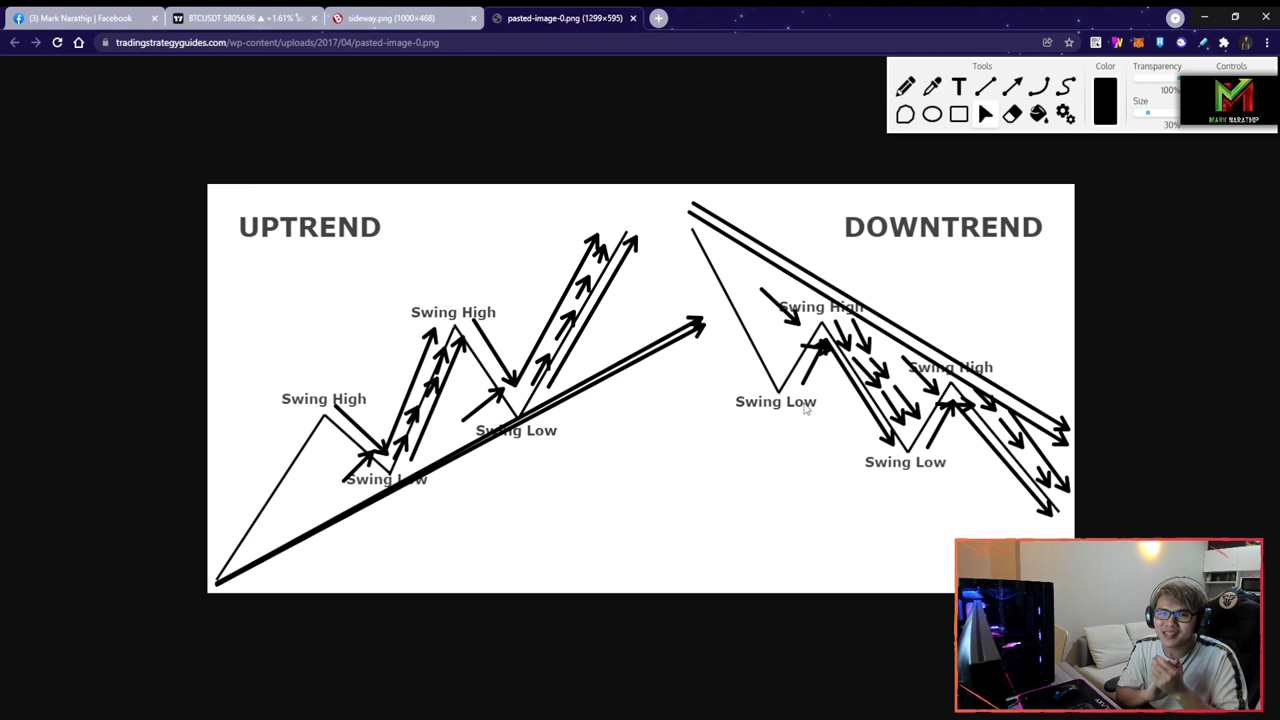 (3) Mark Narathip | Facebook
BTCUSDT 58056.96 ▲ +1.61%
sideway.png (1000×468)
pasted-image-0.png (1299×595)
tradingstrategyguides.com/wp-content/uploads/2017/04/pasted-image-0.png
Tools
Color
Transparency
Controls
100%
Size
30%
MARK NARATHIP
UPTREND
DOWNTREND
Swing High
Swing High
Swing High
Swing High
Swing Low
Swing Low
Swing Low
Swing Low